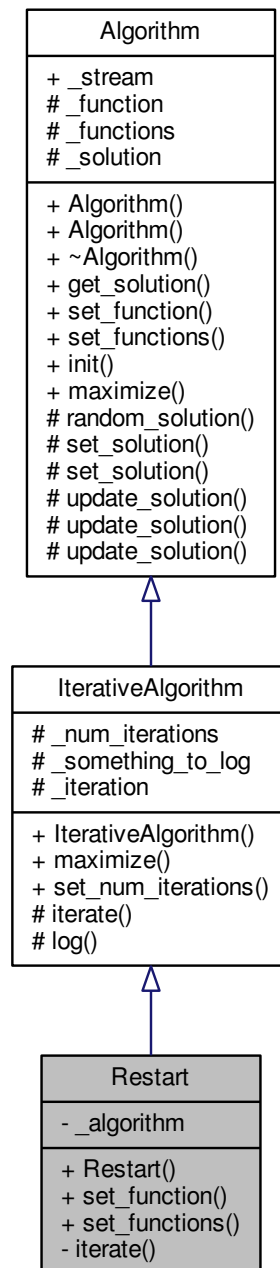 Algorithm
+ _stream
# _function
# _functions
# _solution
+ Algorithm()
+ Algorithm()
+ ~Algorithm()
+ get_solution()
+ set_function()
+ set_functions()
+ init()
+ maximize()
# random_solution()
# set_solution()
# set_solution()
# update_solution()
# update_solution()
# update_solution()
IterativeAlgorithm
# _num_iterations
# _something_to_log
# _iteration
+ IterativeAlgorithm()
+ maximize()
+ set_num_iterations()
# iterate()
# log()
Restart
- _algorithm
+ Restart()
+ set_function()
+ set_functions()
- iterate()